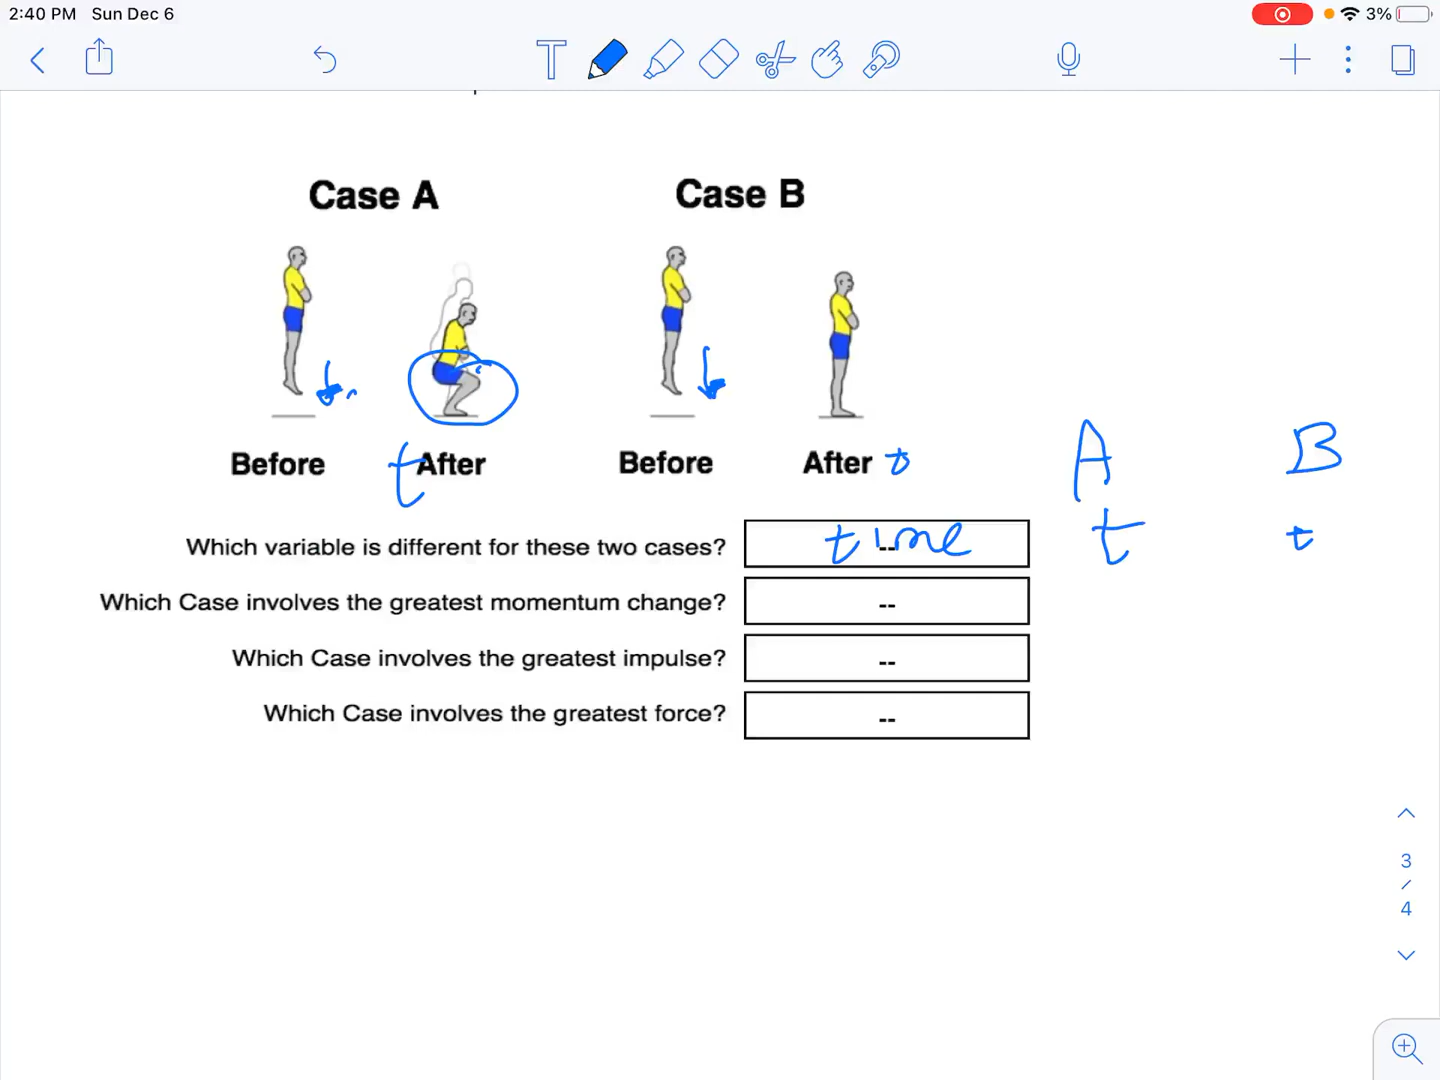 2:40 PM Sun Dec 6
3%
T
Case A
Case B
Before
t
After
Before
After t
A B
Which variable is different for these two cases? time --
t t
Which Case involves the greatest momentum change? --
Which Case involves the greatest impulse? --
Which Case involves the greatest force? --
3
/
4